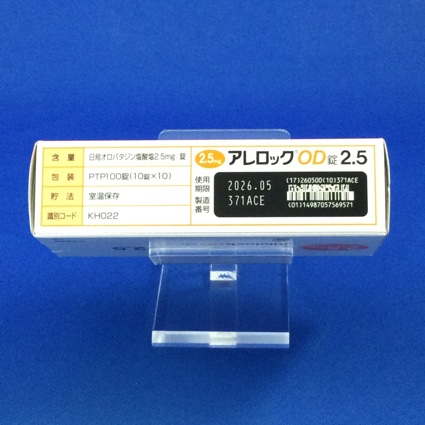 含量 日局オロパタジン塩酸塩2.5mg/錠
包装 PTP100錠(10錠×10)
貯法 室温保存
識別コード KH022
2.5mg アレロック®OD錠2.5
使用期限 2026.05
製造番号 371ACE
(17)260500(10)371ACE
(01)14987057569571
2.5